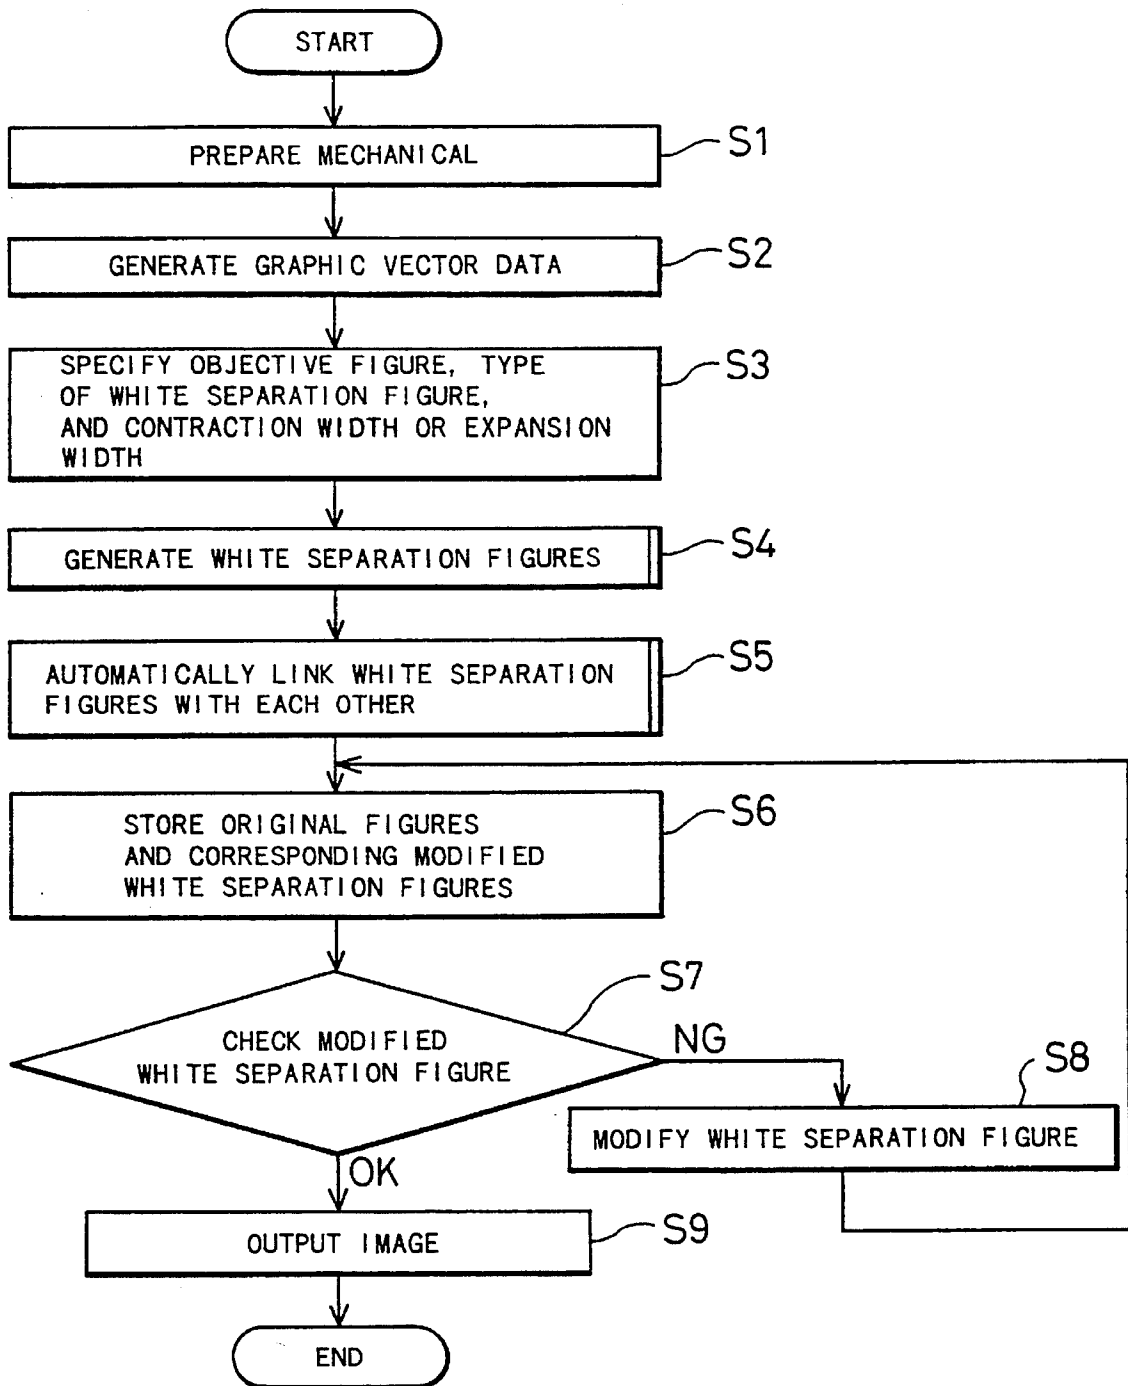 START
PREPARE MECHANICAL
S1
GENERATE GRAPHIC VECTOR DATA
S2
SPECIFY OBJECTIVE FIGURE, TYPE
OF WHITE SEPARATION FIGURE,
AND CONTRACTION WIDTH OR EXPANSION
WIDTH
S3
GENERATE WHITE SEPARATION FIGURES
S4
AUTOMATICALLY LINK WHITE SEPARATION
FIGURES WITH EACH OTHER
S5
STORE ORIGINAL FIGURES
AND CORRESPONDING MODIFIED
WHITE SEPARATION FIGURES
S6
CHECK MODIFIED
WHITE SEPARATION FIGURE
S7
NG
MODIFY WHITE SEPARATION FIGURE
S8
OK
OUTPUT IMAGE
S9
END